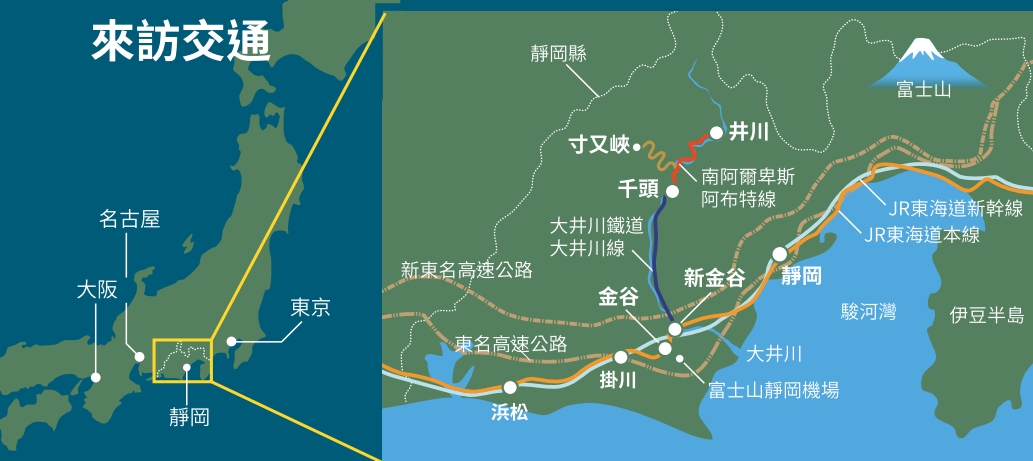 來訪交通
靜岡縣
富士山
寸又峽
井川
千頭
南阿爾卑斯
阿布特線
名古屋
大井川鐵道
大井川線
JR東海道新幹線
JR東海道本線
新東名高速公路
大阪
新金谷
靜岡
金谷
東京
駿河灣
伊豆半島
東名高速公路
大井川
掛川
富士山靜岡機場
靜岡
浜松